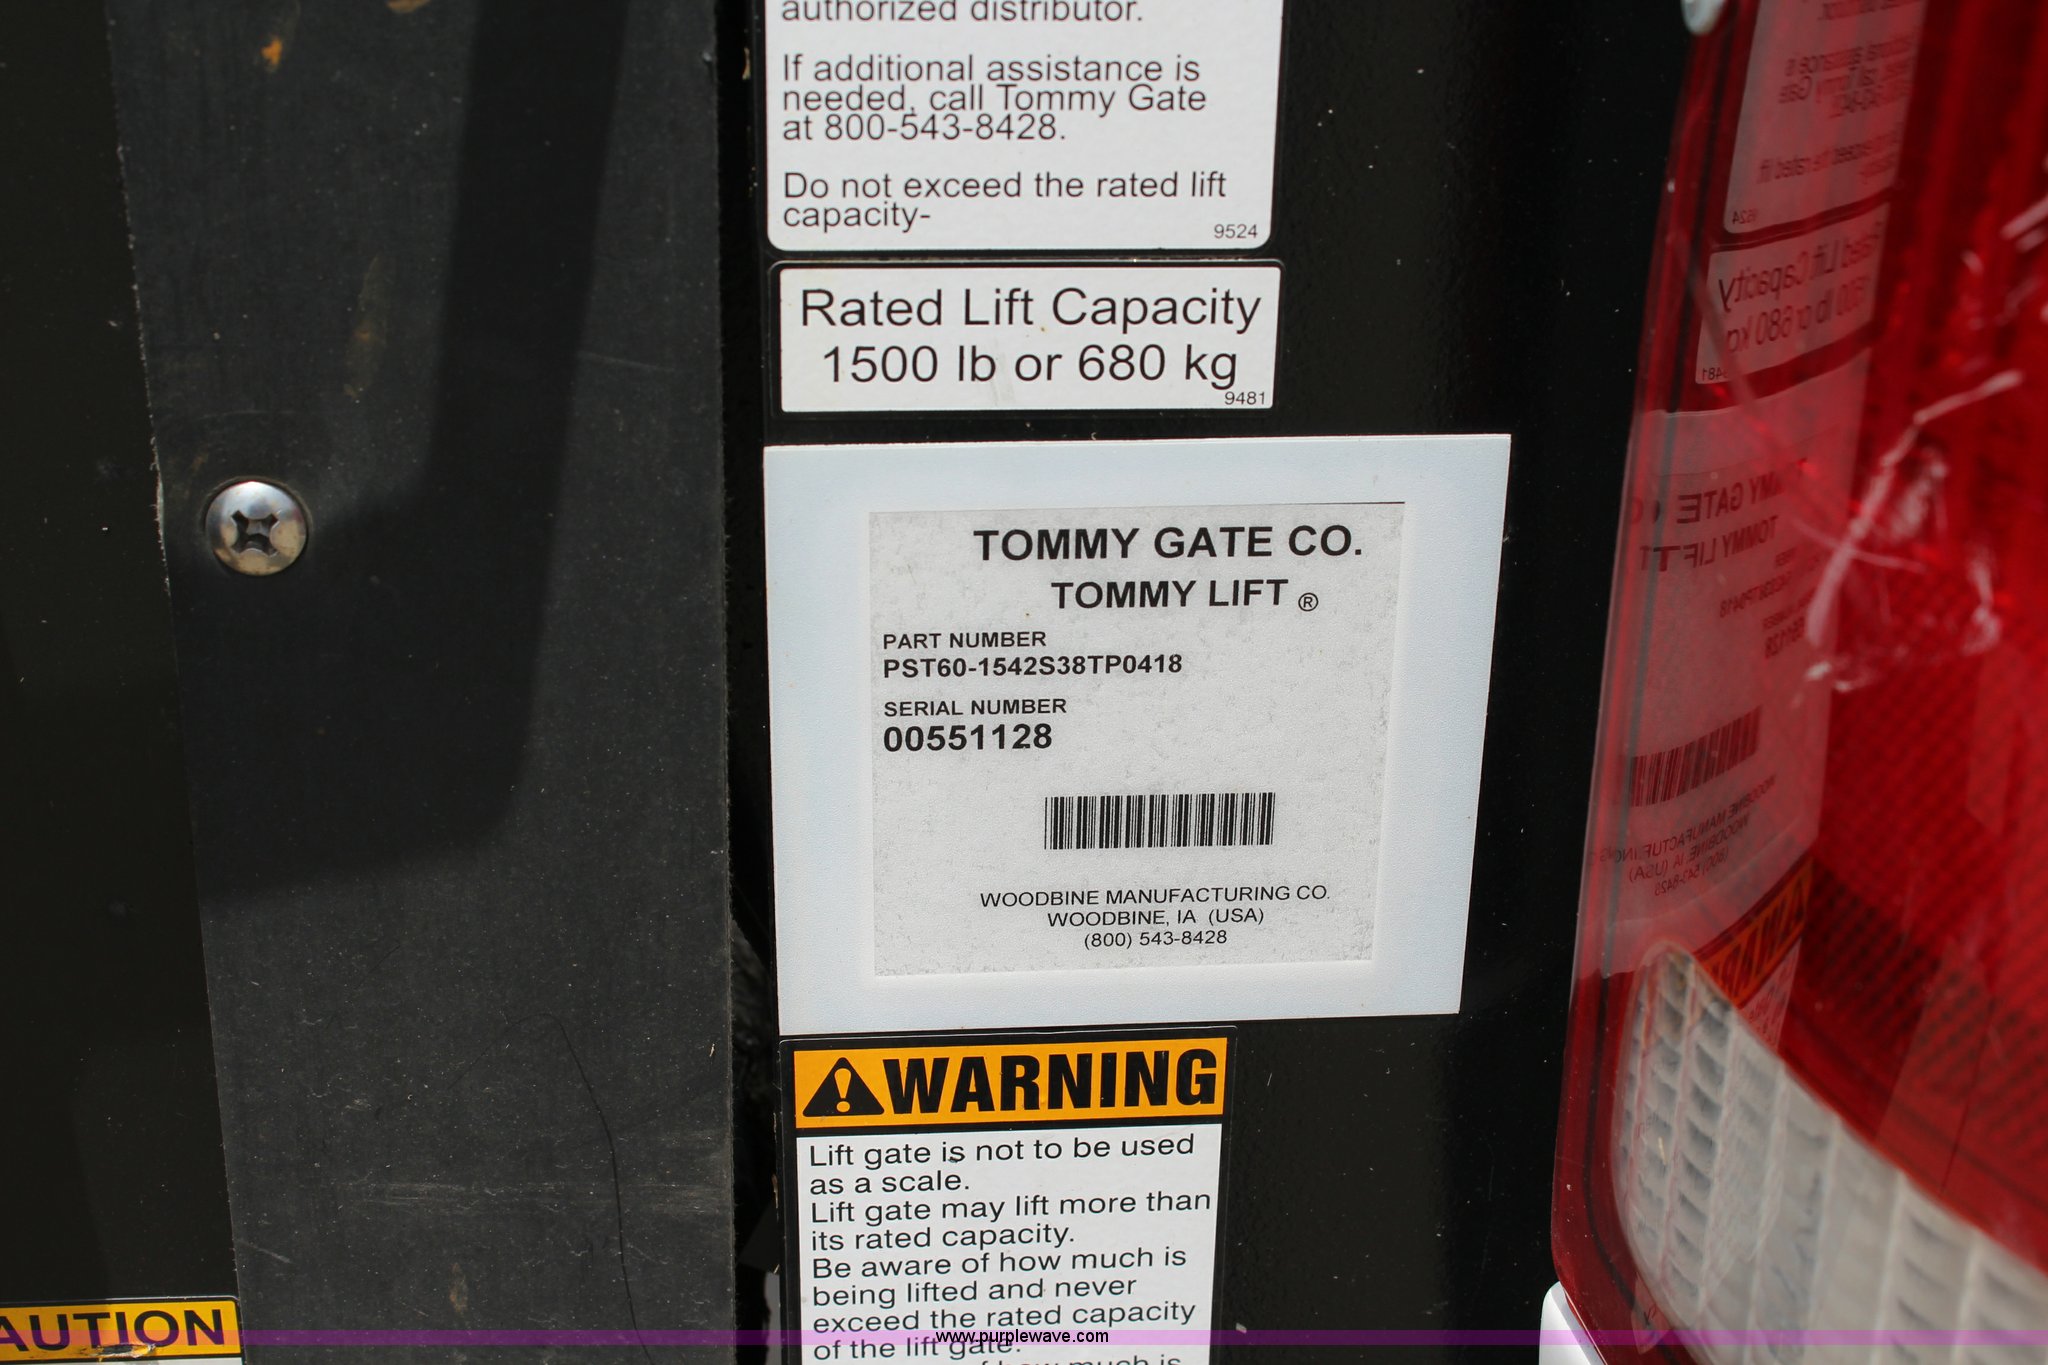 authorized distributor.
If additional assistance is
needed, call Tommy Gate
at 800-543-8428.
Do not exceed the rated lift
capacity-
9524
Rated Lift Capacity
1500 lb or 680 kg
9481
TOMMY GATE CO.
TOMMY LIFT ®
PART NUMBER
PST60-1542S38TP0418
SERIAL NUMBER
00551128
WOODBINE MANUFACTURING CO.
WOODBINE, IA (USA)
(800) 543-8428
WARNING
Lift gate is not to be used
as a scale.
Lift gate may lift more than
its rated capacity.
Be aware of how much is
being lifted and never
exceed the rated capacity
of the lift gate.
of how much is
AUTION
www.purplewave.com